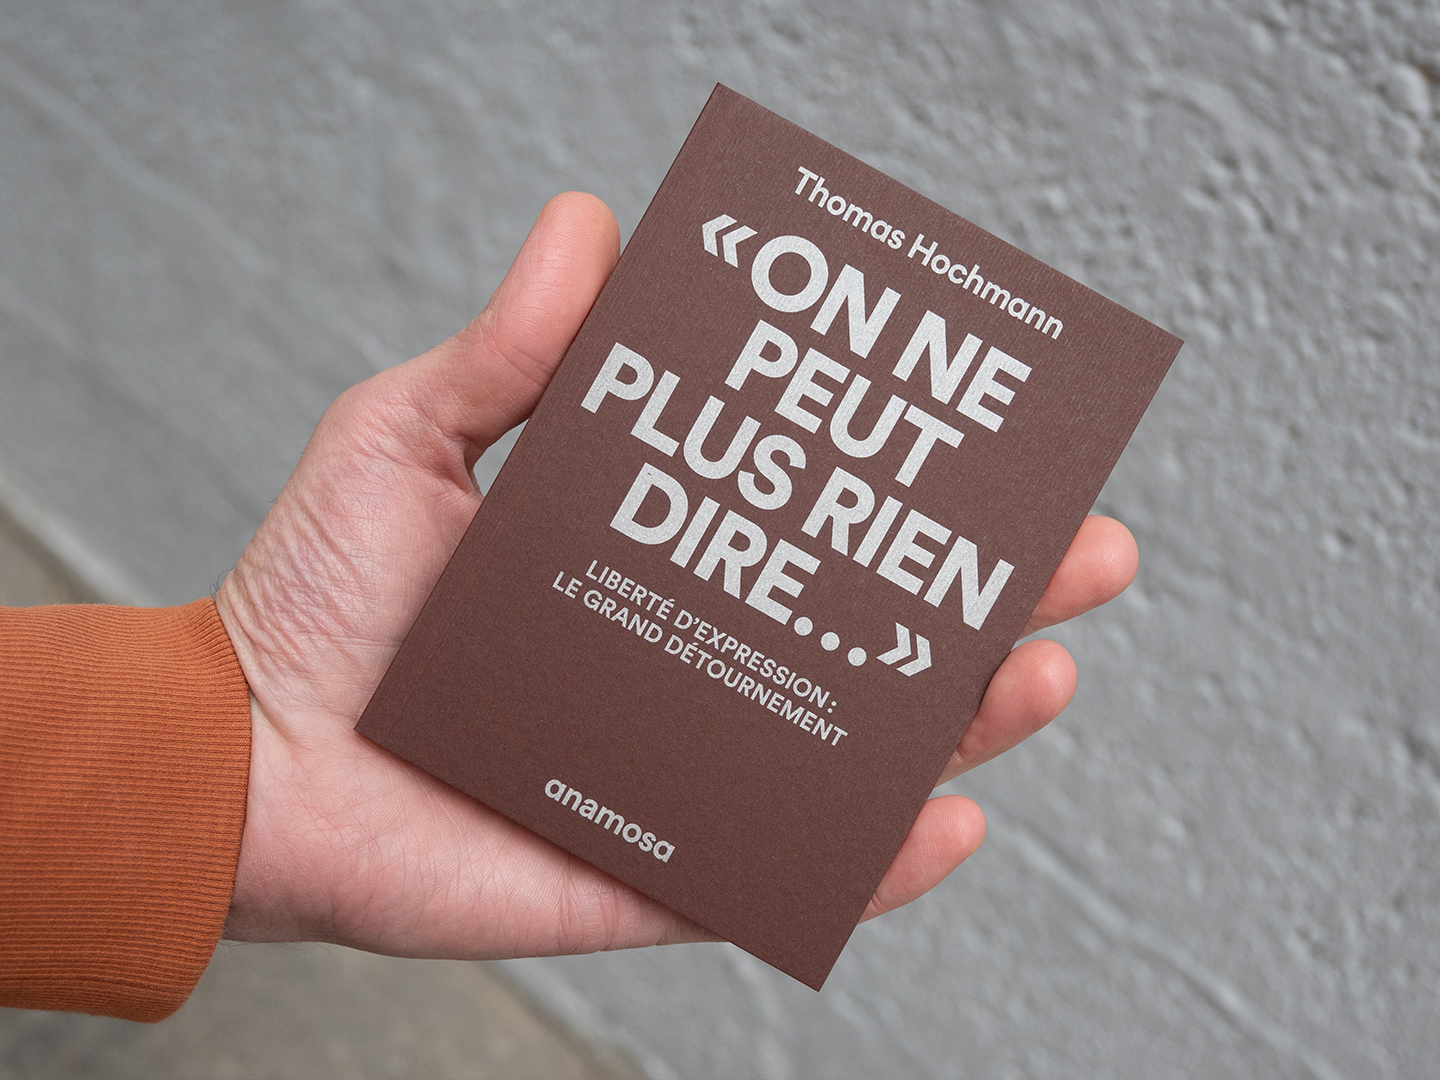 Thomas Hochmann
«ON NE
PEUT
PLUS RIEN
DIRE...»
LIBERTÉ D'EXPRESSION :
LE GRAND DÉTOURNEMENT
anamosa